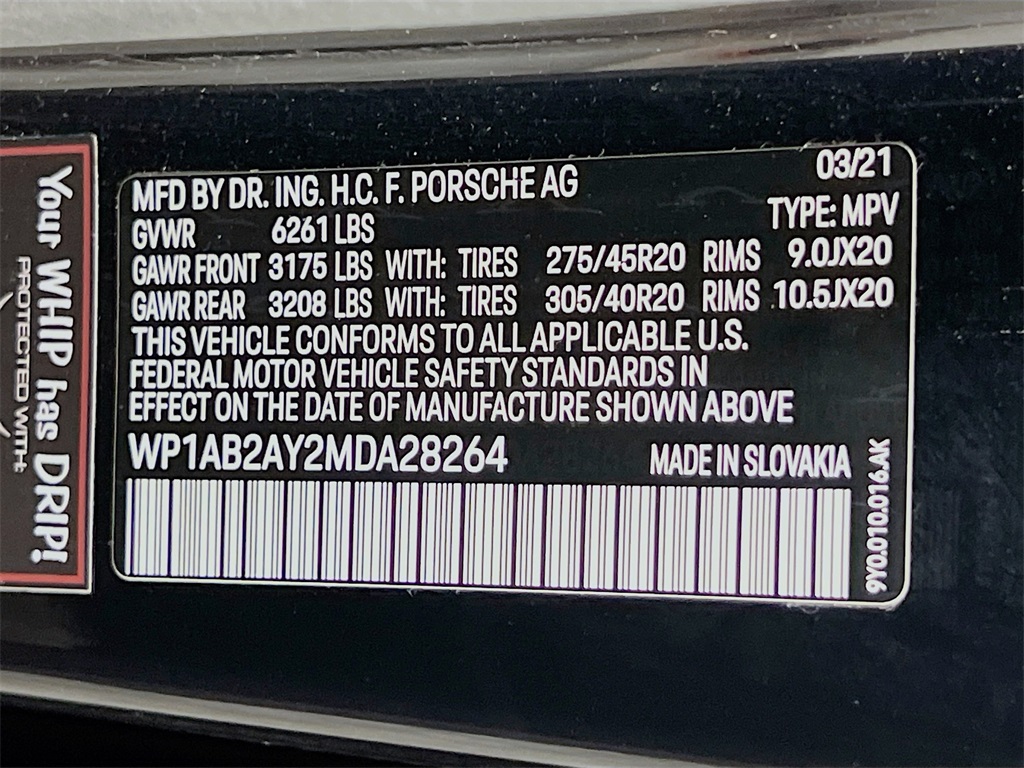 Your WHIP has DRIP!
PROTECTED WITH:
03/21
MFD BY DR. ING. H.C. F. PORSCHE AG
TYPE: MPV
GVWR 6261 LBS
GAWR FRONT 3175 LBS WITH: TIRES 275/45R20 RIMS 9.0JX20
GAWR REAR 3208 LBS WITH: TIRES 305/40R20 RIMS 10.5JX20
THIS VEHICLE CONFORMS TO ALL APPLICABLE U.S.
FEDERAL MOTOR VEHICLE SAFETY STANDARDS IN
EFFECT ON THE DATE OF MANUFACTURE SHOWN ABOVE
WP1AB2AY2MDA28264 MADE IN SLOVAKIA
9Y0.010.016.AK